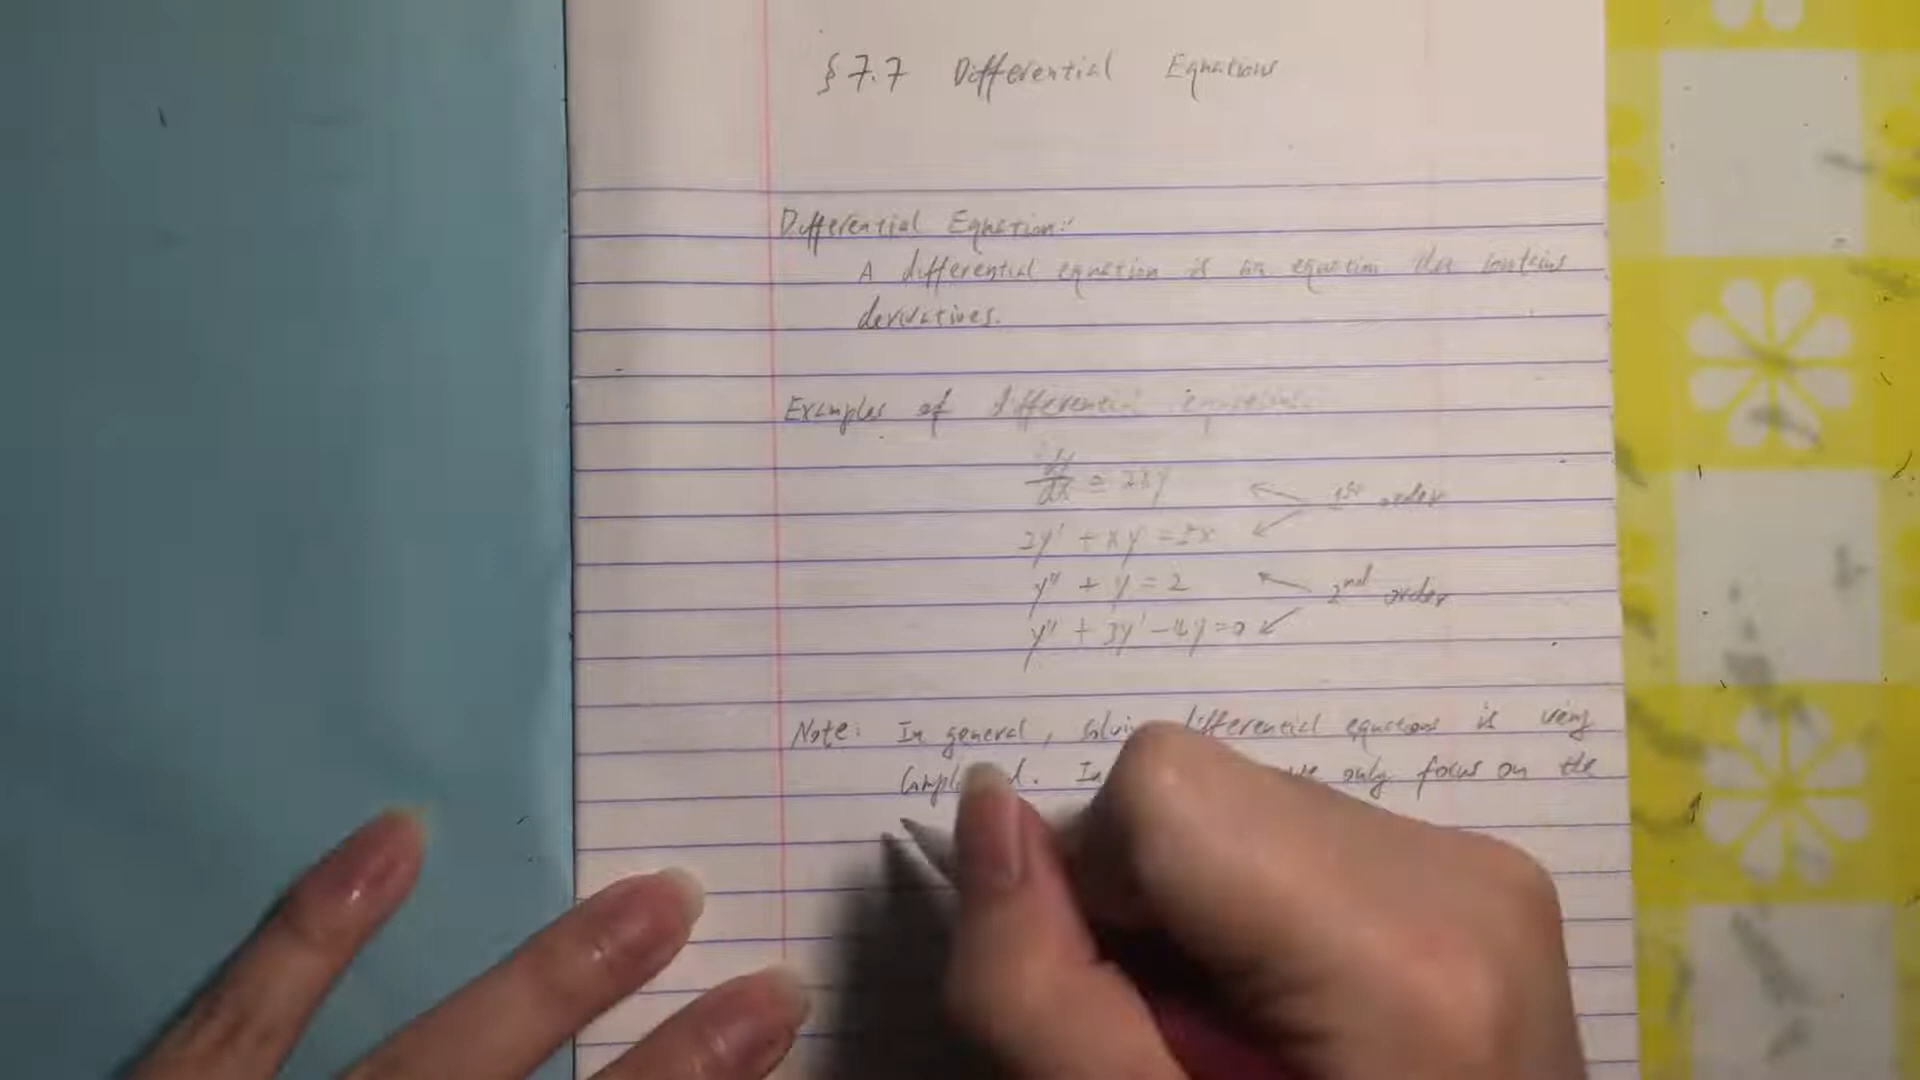 § 7.7 Differential Equations
Differential Equation:
A differential equation is an equation that contains
derivatives.
Examples of differential equations.
dy/dx = 2xy
1st order
2y' + xy = 5x
y'' + y = 2
2nd order
y'' + 3y' - 4y = 0
Note: In general, differential equations is very
In only focus on the